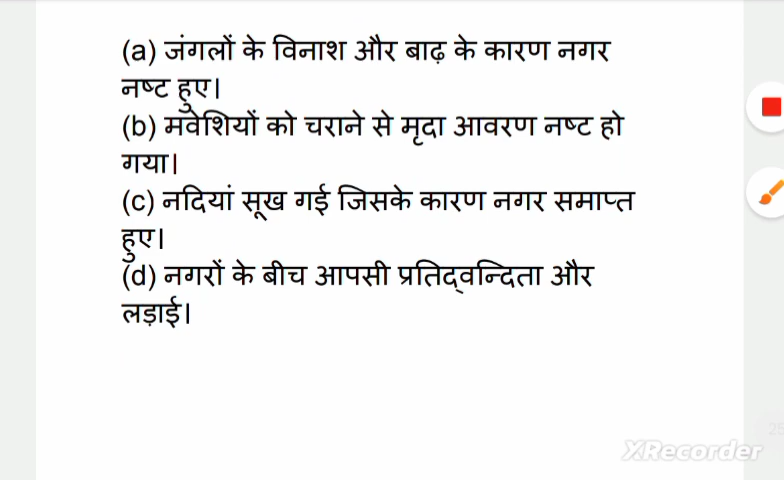 (a) जंगलों के विनाश और बाढ़ के कारण नगर
नष्ट हुए।
(b) मवेशियों को चराने से मृदा आवरण नष्ट हो
गया।
(c) नदियां सूख गई जिसके कारण नगर समाप्त
हुए।
(d) नगरों के बीच आपसी प्रतिद्वन्दिता और
लड़ाई।
25
XRecorder